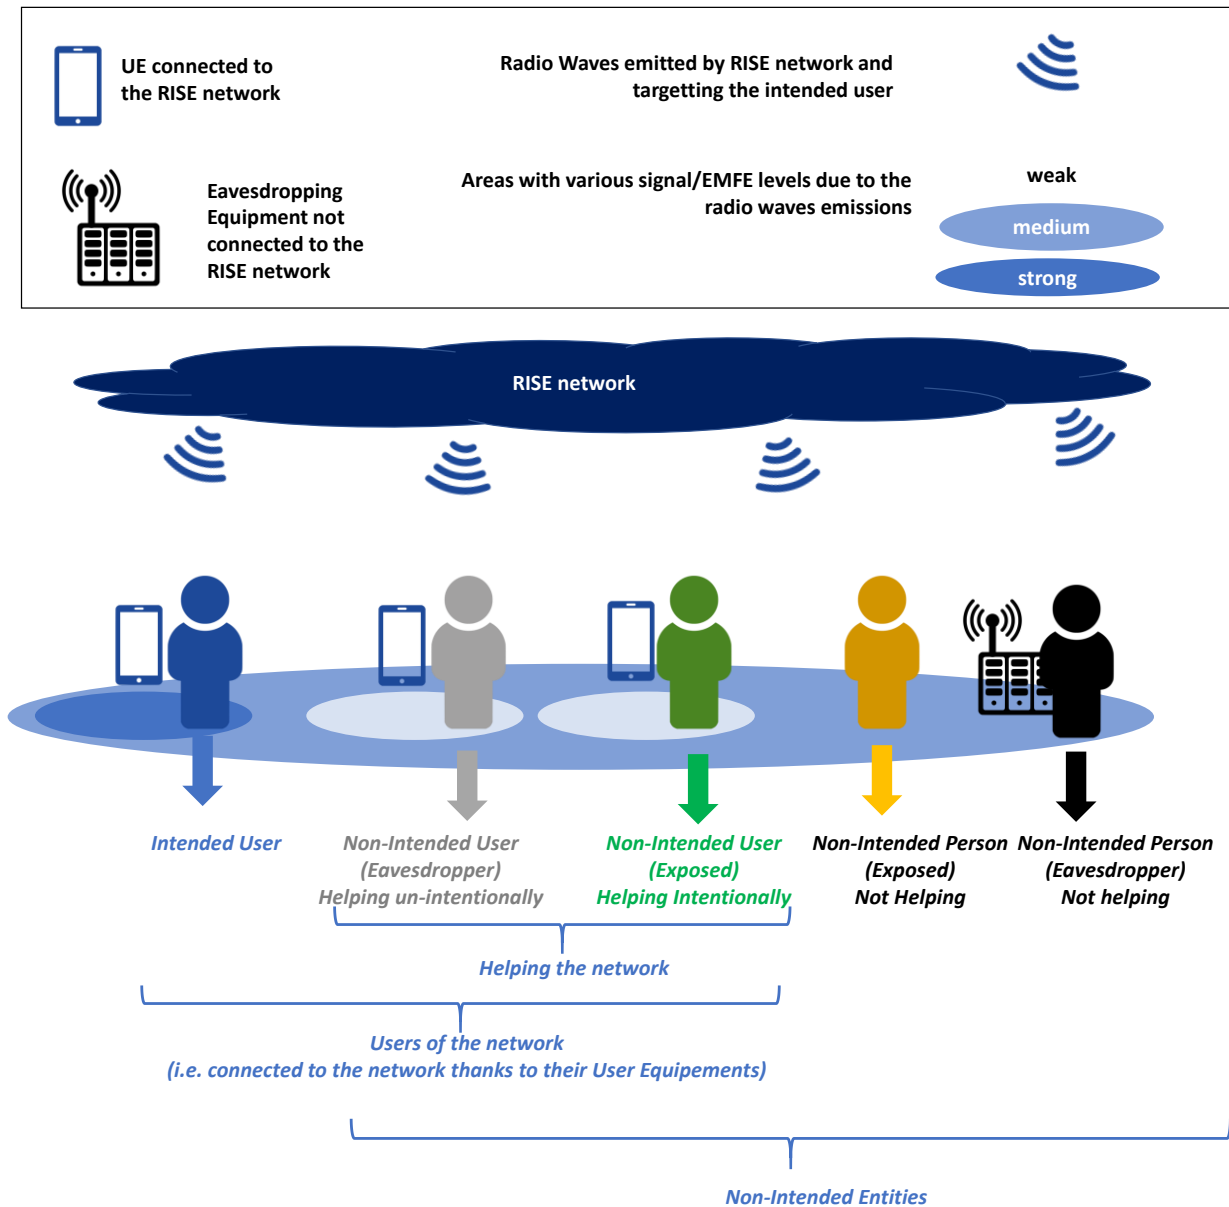 UE connected to
the RISE network
Radio Waves emitted by RISE network and
targetting the intended user
Eavesdropping
Equipment not
connected to the
RISE network
Areas with various signal/EMFE levels due to the
radio waves emissions
weak
medium
strong
RISE network
Intended User
Non-Intended User
(Eavesdropper)
Helping un-intentionally
Non-Intended User
(Exposed)
Helping Intentionally
Non-Intended Person
(Exposed)
Not Helping
Non-Intended Person
(Eavesdropper)
Not helping
Helping the network
Users of the network
(i.e. connected to the network thanks to their User Equipements)
Non-Intended Entities